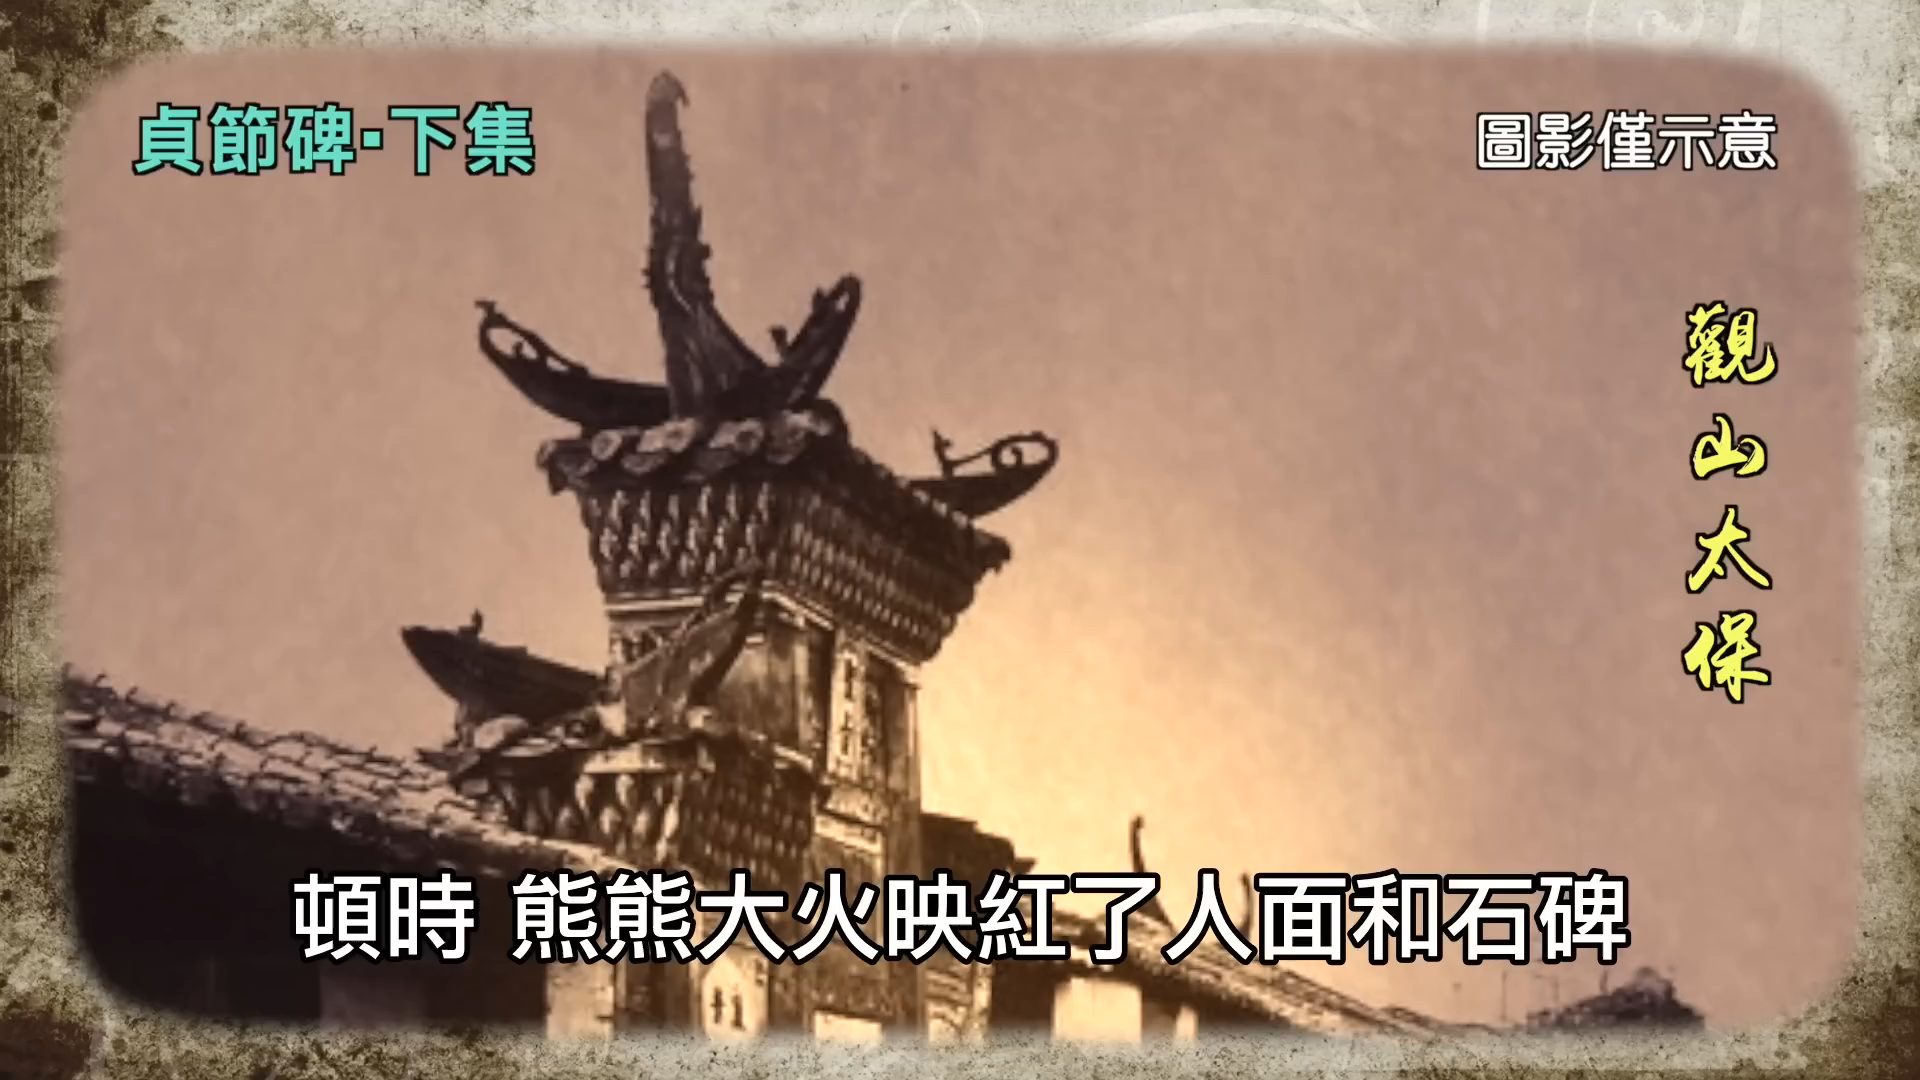 貞節碑·下集
圖影僅示意
觀山太保
頓時 熊熊大火映紅了人面和石碑